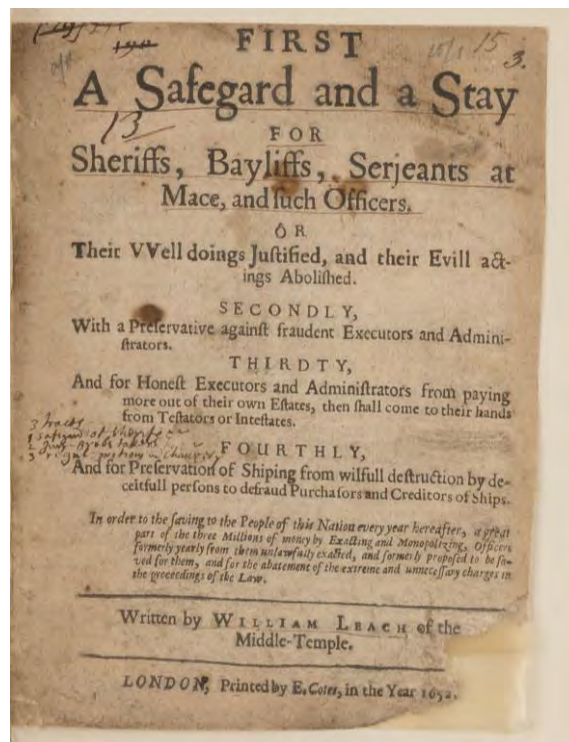 15 3.
FIRST
A Safegard and a Stay
13
FOR
Sheriffs, Bayliffs, Serjeants at
Mace, and ſuch Officers.
OR
Their VVell doings Juſtified, and their Evill act-
ings Aboliſhed.
SECONDLY,
With a Preſervative againſt fraudent Executors and Admini-
ſtrators.
THIRDTY,
And for Honeſt Executors and Adminiſtrators from paying
more out of their own Eſtates, then ſhall come to their hands
from Teſtators or Inteſtates.
3 tracts
FOURTHLY,
And for Preſervation of Shiping from wilfull deſtruction by de-
ceitfull perſons to defraud Purchaſors and Creditors of Ships.
In order to the ſaving to the People of this Nation every year hereafter, a great
part of the three Millions of money by Exacting and Monopolizing, Officers
formerly yearly from them unlawfully exacted, and formerly propoſed to be ſa-
ved for them, and for the abatement of the extreme and unneceſſary charges in
the proceedings of the Law.
Written by WILLIAM LEACH of the
Middle-Temple.
LONDON, Printed by E. Cotes, in the Year 1652.